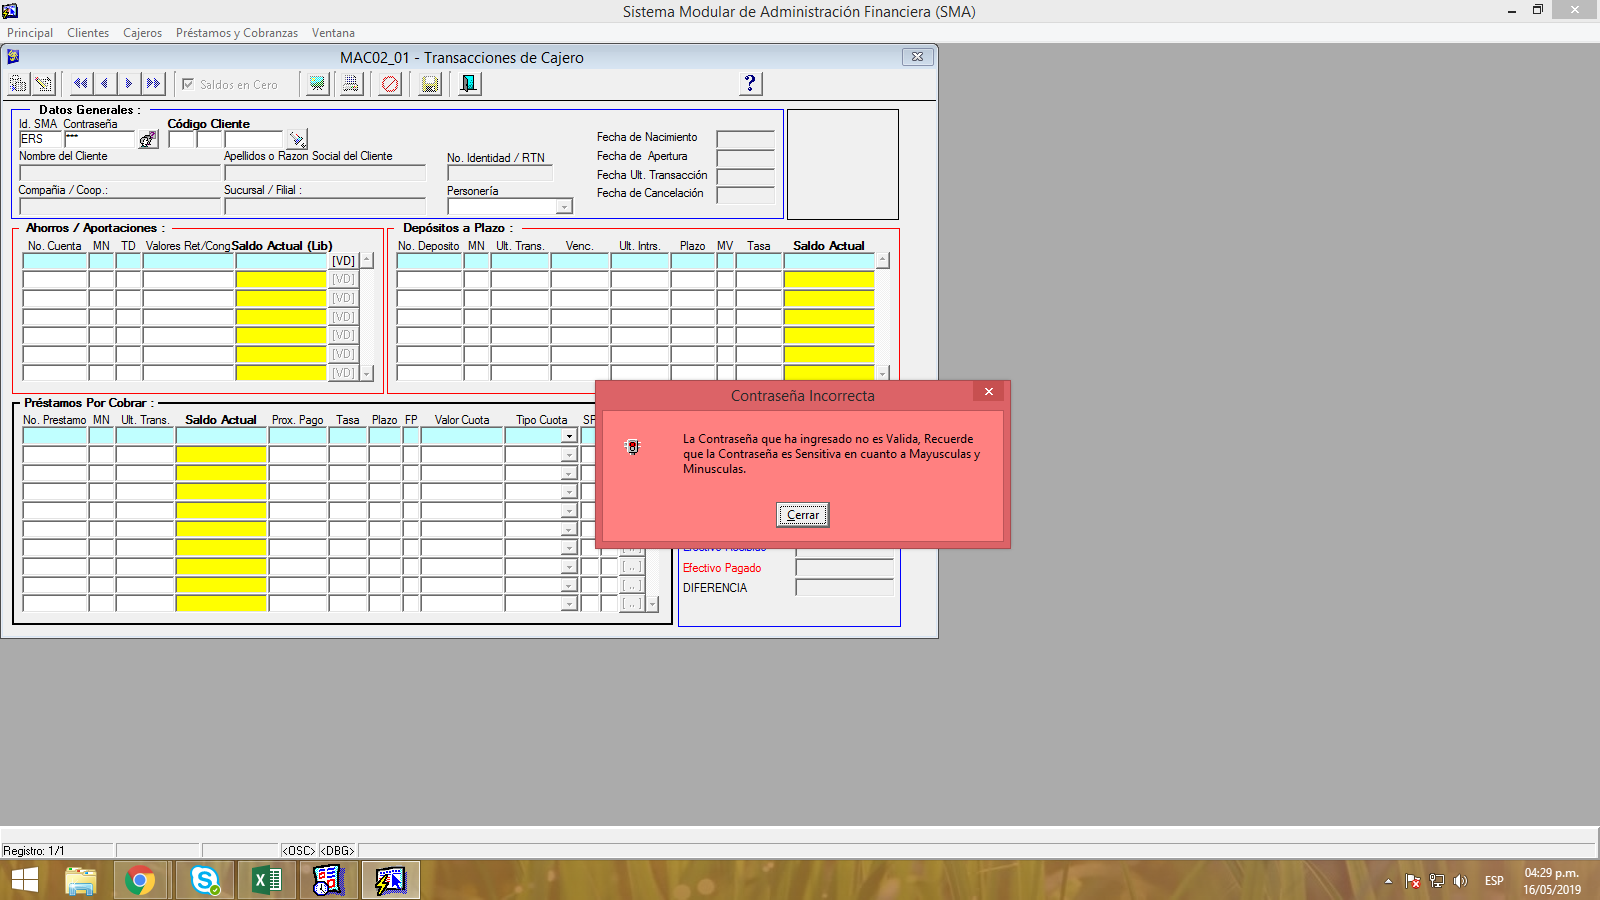 Sistema Modular de Administración Financiera (SMA)
Principal Clientes Cajeros Préstamos y Cobranzas Ventana
MAC02_01 - Transacciones de Cajero
Saldos en Cero ?
Datos Generales :
Id. SMA Contraseña Código Cliente
ERS ***
Nombre del Cliente Apellidos o Razon Social del Cliente No. Identidad / RTN
Compañia / Coop.: Sucursal / Filial : Personería
Fecha de Nacimiento
Fecha de Apertura
Fecha Ult. Transacción
Fecha de Cancelación
Ahorros / Aportaciones :
No. Cuenta MN TD Valores Ret/Cong Saldo Actual (Lib)
[VD]
[VD]
[VD]
[VD]
[VD]
[VD]
[VD]
Depósitos a Plazo :
No. Deposito MN Ult. Trans. Venc. Ult. Intrs. Plazo MV Tasa Saldo Actual
Préstamos Por Cobrar :
No. Prestamo MN Ult. Trans. Saldo Actual Prox. Pago Tasa Plazo FP Valor Cuota Tipo Cuota
[ .. ]
[ .. ]
[ .. ]
Contraseña Incorrecta
La Contraseña que ha ingresado no es Valida, Recuerde
que la Contraseña es Sensitiva en cuanto a Mayusculas y
Minusculas.
Cerrar
Efectivo Pagado
DIFERENCIA
Registro: 1/1 <OSC> <DBG>
ESP
04:29 p.m.
16/05/2019